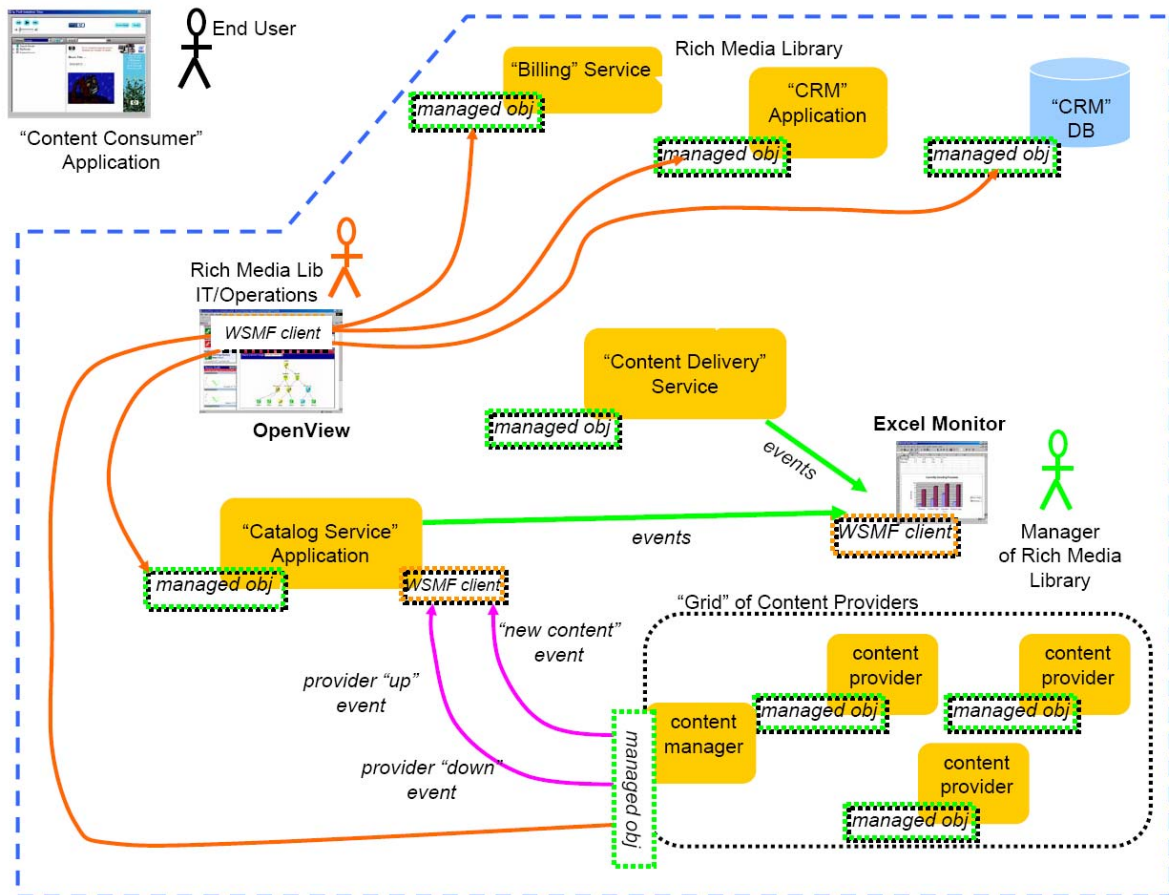 End User
“Content Consumer”
Application
Rich Media Library
“Billing” Service
managed obj
“CRM”
Application
managed obj
“CRM”
DB
managed obj
Rich Media Lib
IT/Operations
WSMF client
OpenView
“Content Delivery”
Service
managed obj
events
Excel Monitor
WSMF client
Manager
of Rich Media
Library
“Catalog Service”
Application
managed obj
WSMF client
events
“new content”
event
provider “up”
event
provider “down”
event
“Grid” of Content Providers
managed obj
content
manager
content
provider
managed obj
content
provider
managed obj
content
provider
managed obj